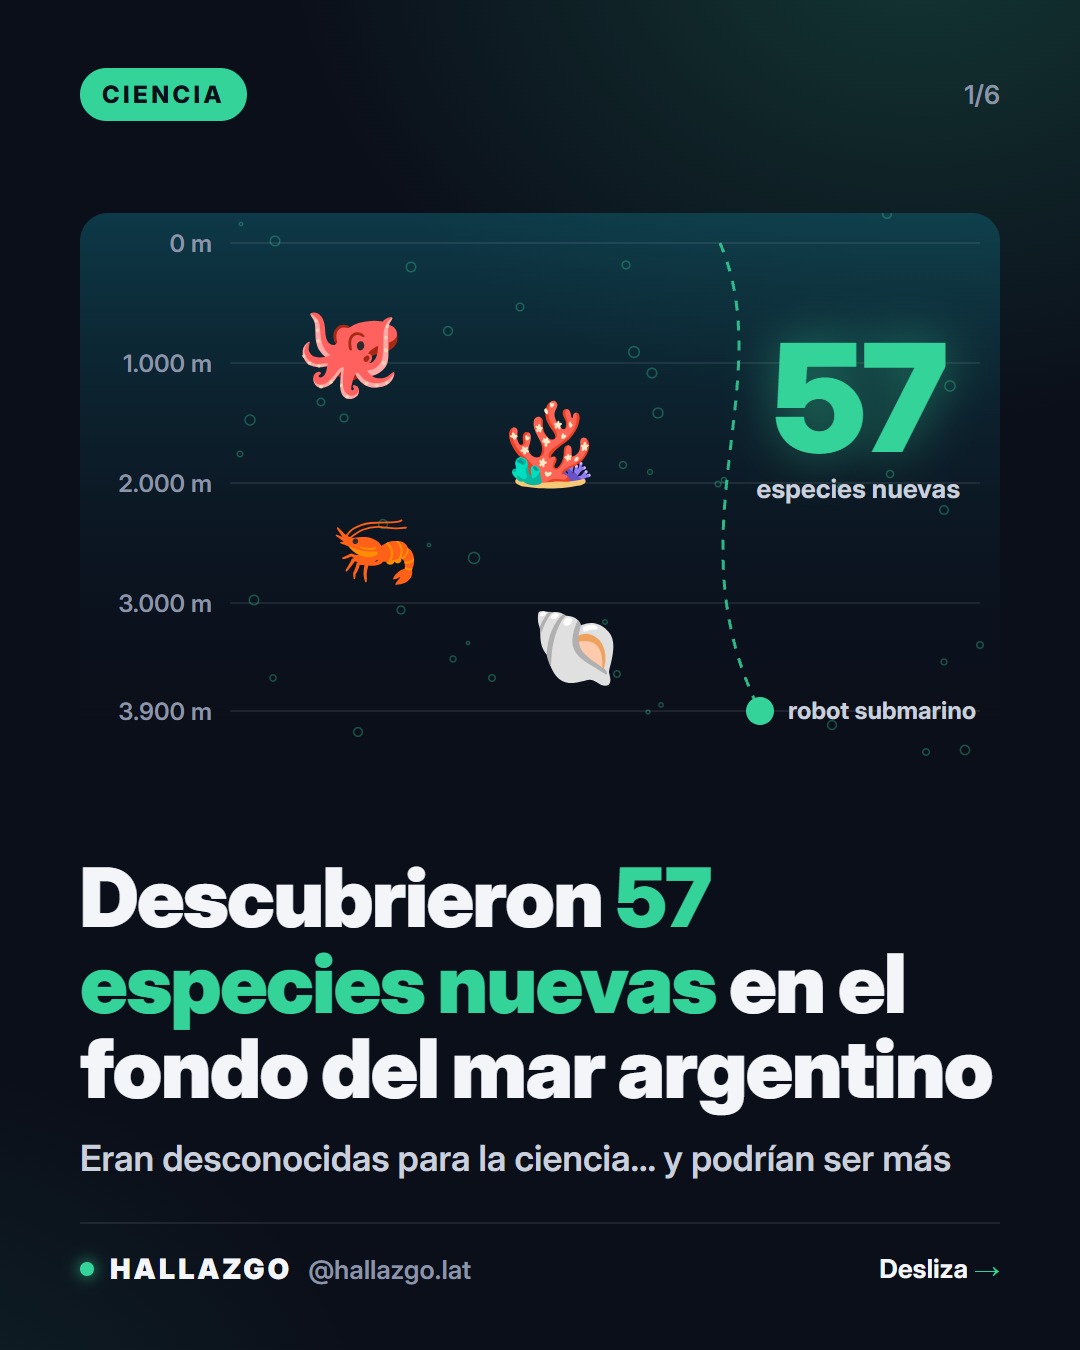 CIENCIA
1/6
0 m
1.000 m
57
2.000 m
especies nuevas
3.000 m
3.900 m
robot submarino
Descubrieron 57
especies nuevas en el
fondo del mar argentino
Eran desconocidas para la ciencia... y podrían ser más
HALLAZGO @hallazgo.lat
Desliza →